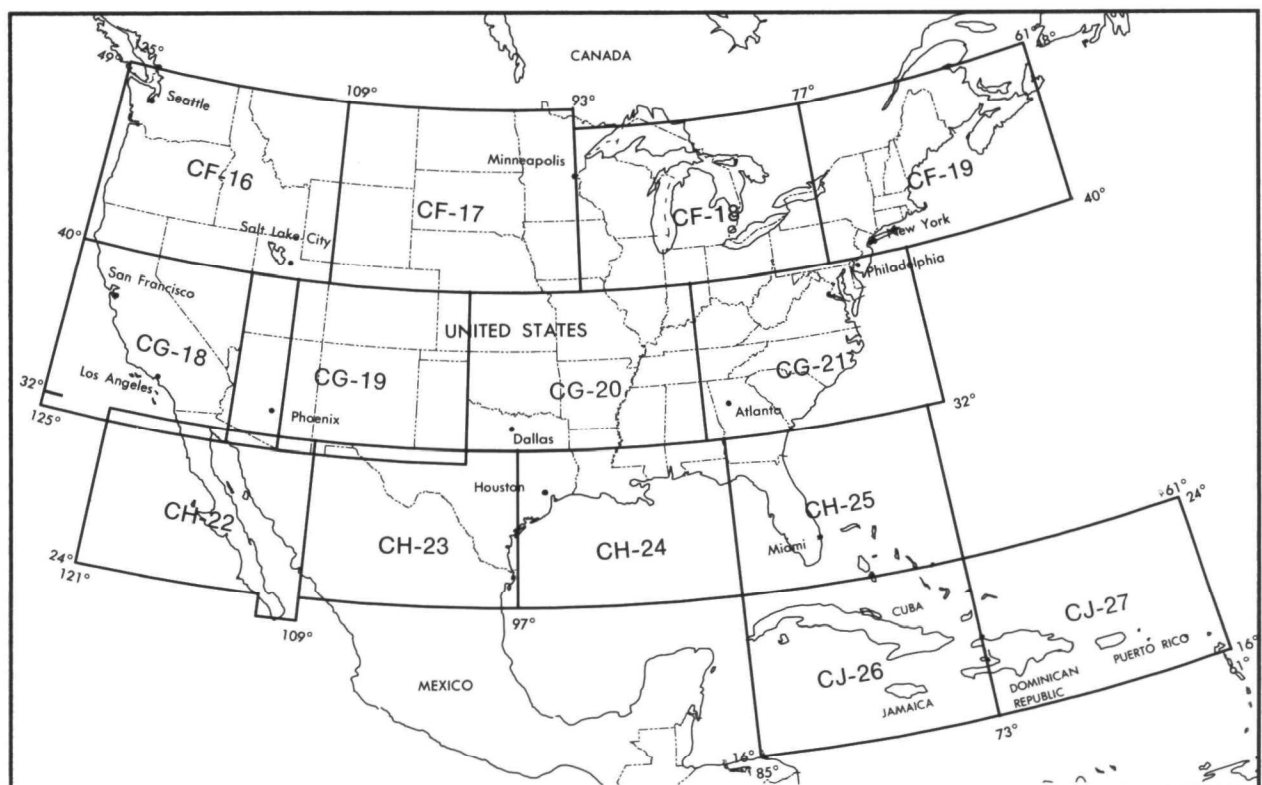 CANADA
61°
49°
125°
Seattle
109°
93°
77°
Minneapolis
CF-16
CF-17
CF-18
CF-19
40°
Salt Lake City
New York
40°
Philadelphia
San Francisco
UNITED STATES
CG-18
CG-19
CG-20
CG-21
Los Angeles
32°
125°
Phoenix
Atlanta
32°
Dallas
Houston
61°
24°
CH-22
CH-23
CH-24
CH-25
Miami
24°
121°
CUBA
CJ-27
109°
97°
PUERTO RICO
16°
61°
MEXICO
CJ-26
DOMINICAN
REPUBLIC
JAMAICA
73°
16°
85°